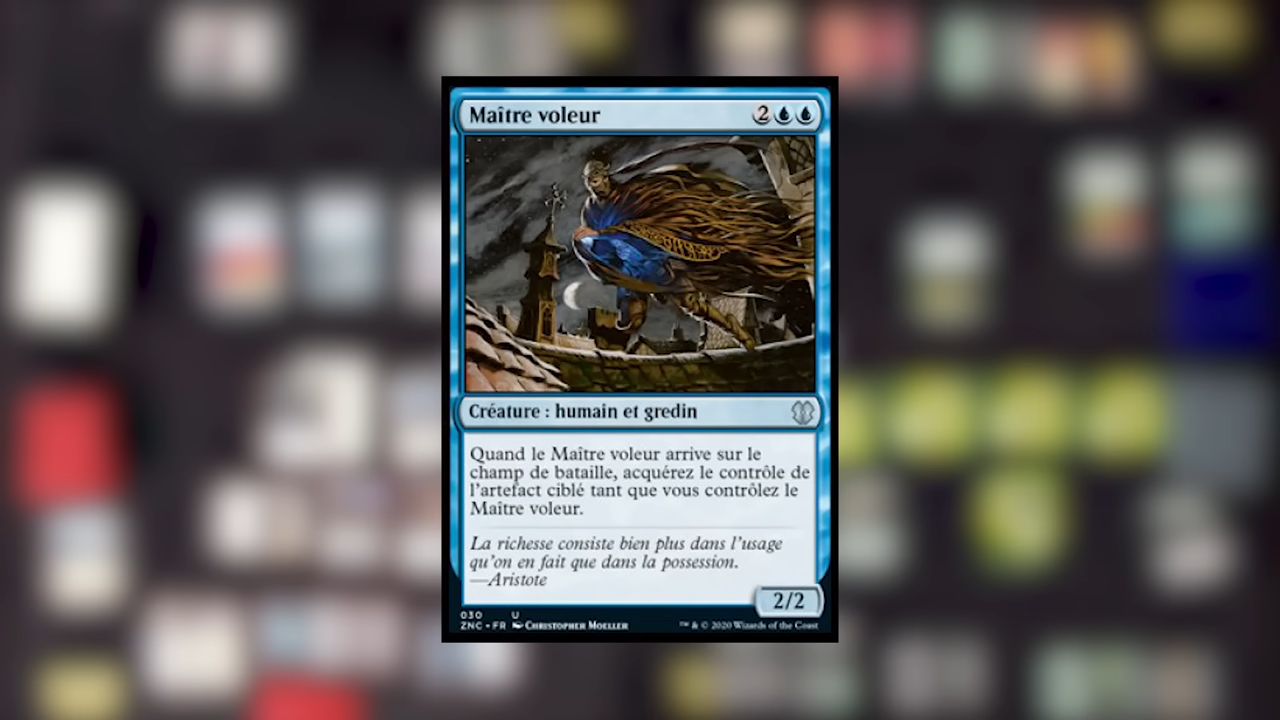 Maître voleur 2
Créature : humain et gredin
Quand le Maître voleur arrive sur le
champ de bataille, acquérez le contrôle de
l'artefact ciblé tant que vous contrôlez le
Maître voleur.
La richesse consiste bien plus dans l'usage
qu'on en fait que dans la possession.
—Aristote
2/2
030 U
ZNC • FR Christopher Moeller ™ & © 2020 Wizards of the Coast